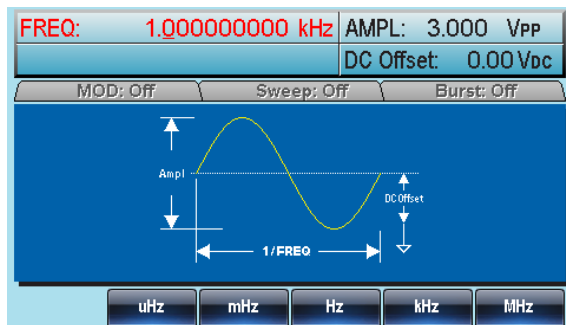 FREQ: 1.000000000 kHz AMPL: 3.000 VPP
DC Offset: 0.00 VDC
MOD: Off Sweep: Off Burst: Off
Ampl
DC Offset
1/FREQ
uHz mHz Hz kHz MHz